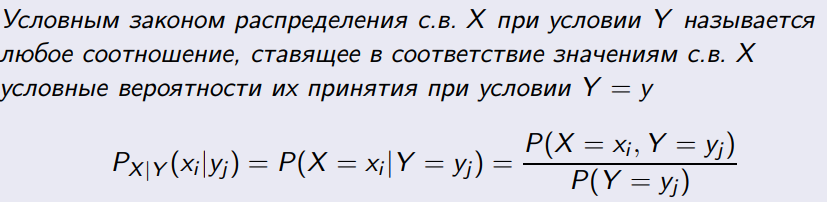 Условным законом распределения с.в. X при условии Y называется
любое соотношение, ставящее в соответствие значениям с.в. X
условные вероятности их принятия при условии Y = y
P_{X|Y}(x_i|y_j) = P(X = x_i|Y = y_j) = \frac{P(X = x_i, Y = y_j)}{P(Y = y_j)}